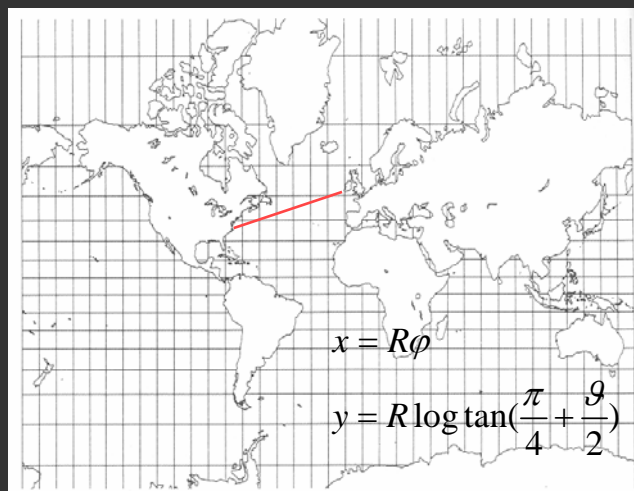 x = Rφ
y = R log tan(π/4 + ϑ/2)